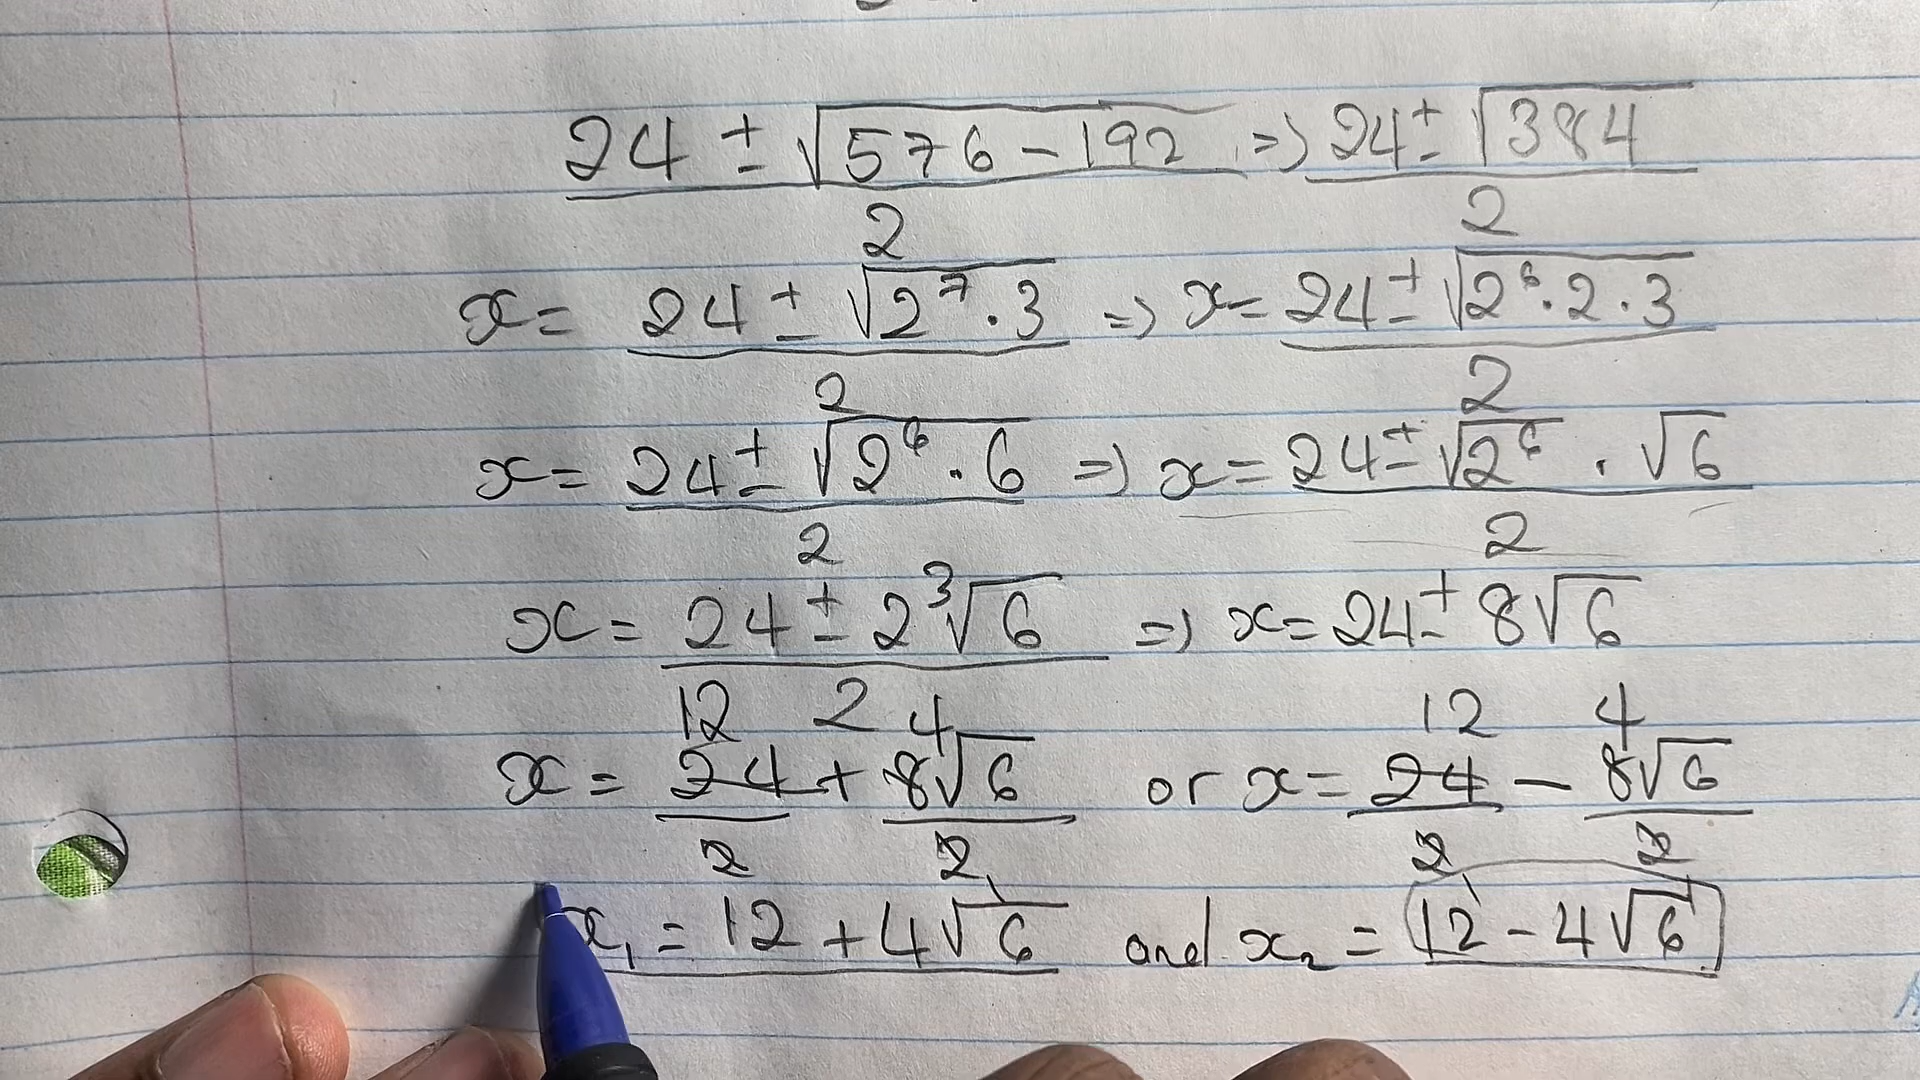 24 ± √576 - 192 / 2 ⇒ 24 ± √384 / 2
x = 24 ± √2⁷ · 3 / 2 ⇒ x = 24 ± √2⁶ · 2 · 3 / 2
x = 24 ± √2⁶ · 6 / 2 ⇒ x = 24 ± √2⁶ · √6 / 2
x = 24 ± 2³√6 / 2 ⇒ x = 24 ± 8√6
12 4 12 4
x = 24 / 2 + 8√6 / 2 or x = 24 / 2 - 8√6 / 2
x₁ = 12 + 4√6 and x₂ = 12 - 4√6